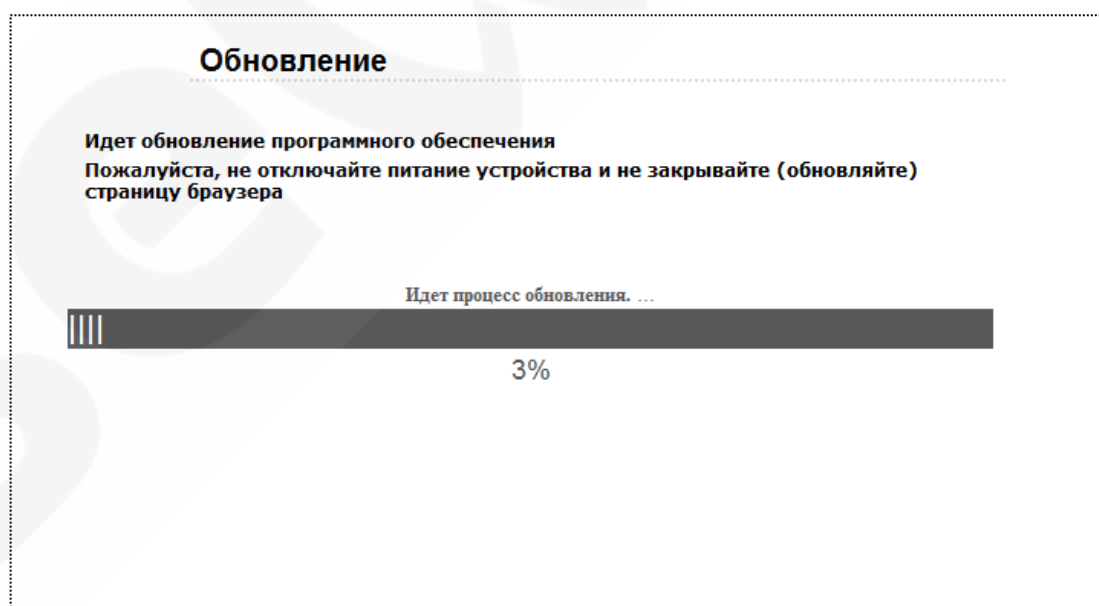 Обновление
Идет обновление программного обеспечения
Пожалуйста, не отключайте питание устройства и не закрывайте (обновляйте)
страницу браузера
Идет процесс обновления. ...
3%